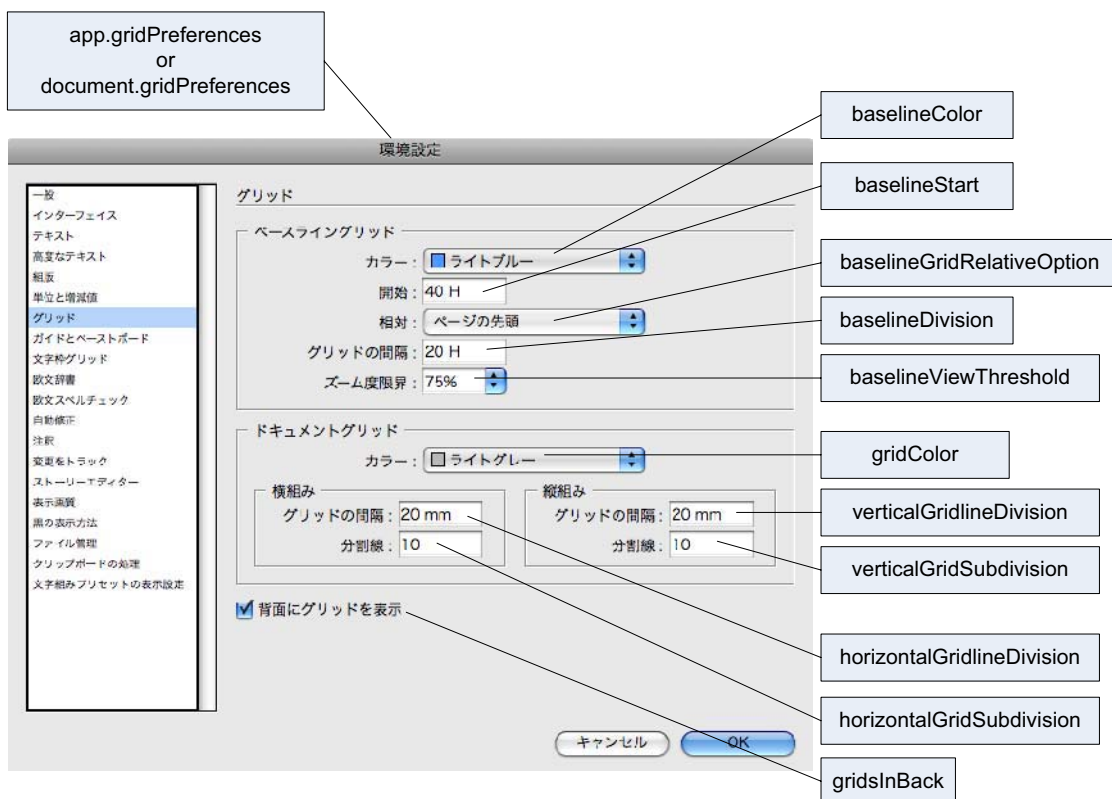 app.gridPreferences
or
document.gridPreferences
baselineColor
環境設定
baselineStart
一般
インターフェイス
テキスト
高度なテキスト
組版
単位と増減値
グリッド
ガイドとペーストボード
文字枠グリッド
欧文辞書
欧文スペルチェック
自動修正
注釈
変更をトラック
ストーリーエディター
表示画質
黒の表示方法
ファイル管理
クリップボードの処理
文字組みプリセットの表示設定
グリッド
ベースライングリッド
カラー : ライトブルー
開始 : 40 H
相対 : ページの先頭
グリッドの間隔 : 20 H
ズーム度限界 : 75%
baselineGridRelativeOption
baselineDivision
baselineViewThreshold
ドキュメントグリッド
カラー : ライトグレー
gridColor
横組み
グリッドの間隔 : 20 mm
分割線 : 10
縦組み
グリッドの間隔 : 20 mm
分割線 : 10
verticalGridlineDivision
verticalGridSubdivision
背面にグリッドを表示
horizontalGridlineDivision
horizontalGridSubdivision
キャンセル
OK
gridsInBack